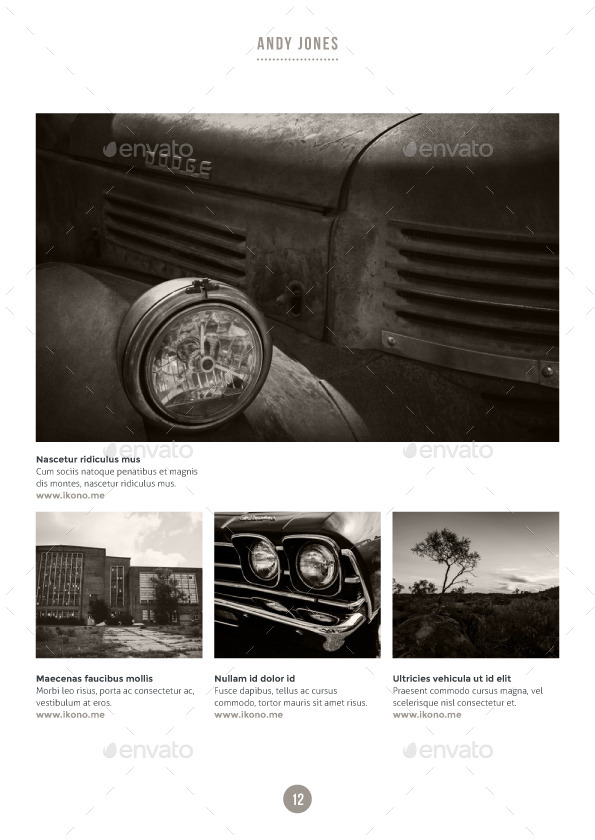 ANDY JONES
envato envato
DODGE
envato envato
Nascetur ridiculus mus
Cum sociis natoque penatibus et magnis
dis montes, nascetur ridiculus mus.
www.ikono.me
Maecenas faucibus mollis
Morbi leo risus, porta ac consectetur ac,
vestibulum at eros.
www.ikono.me
Nullam id dolor id
Fusce dapibus, tellus ac cursus
commodo, tortor mauris sit amet risus.
www.ikono.me
Ultricies vehicula ut id elit
Praesent commodo cursus magna, vel
scelerisque nisl consectetur et.
www.ikono.me
envato envato
12